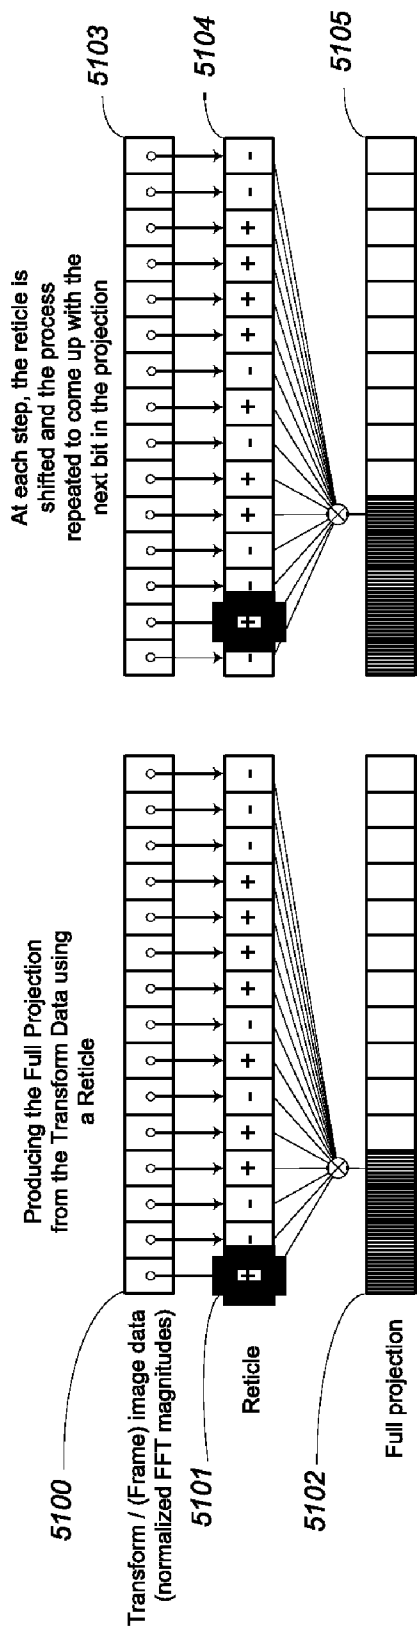 Producing the Full Projection
from the Transform Data using
a Reticle
At each step, the reticle is
shifted and the process
repeated to come up with the
next bit in the projection
5100
5103
Transform / (Frame) image data
(normalized FFT magnitudes)
5101
5104
Reticle
+ - - + + - + - + + + + - - -
- + - - + + - + - + + + + - -
5102
5105
Full projection